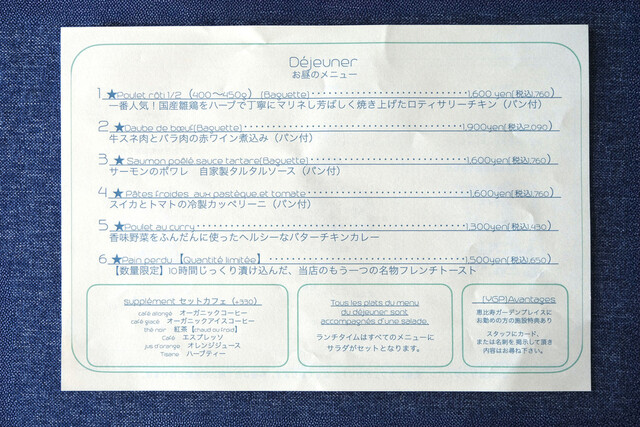 Déjeuner
お昼のメニュー
1 ★Poulet rôti 1/2 (400〜450g) [Baguette] 1,600 yen(税込1,760)
一番人気！国産雛鶏をハーブで丁寧にマリネし芳ばしく焼き上げたロティサリーチキン（パン付）
2 ★Daube de bœuf[Baguette] 1,900yen(税込2,090)
牛スネ肉とバラ肉の赤ワイン煮込み（パン付）
3 ★Saumon poêlé sauce tartare[Baguette] 1,600yen(税込1,760)
サーモンのポワレ　自家製タルタルソース（パン付）
4 ★Pâtes froides aux pastèque et tomate 1,600yen(税込1,760)
スイカとトマトの冷製カッペリーニ（パン付）
5 ★Poulet au curry 1,300yen(税込1,430)
香味野菜をふんだんに使ったヘルシーなバターチキンカレー
6 ★Pain perdu【Quantité limitée】 1,500yen(税込1,650)
【数量限定】10時間じっくり漬け込んだ、当店のもう一つの名物フレンチトースト
supplément セットカフェ (+330)
café alongé オーガニックコーヒー
café glacé オーガニックアイスコーヒー
thé noir 紅茶【chaud ou froid】
Café エスプレッソ
jus d'orange オレンジジュース
Tisane ハーブティー
Tous les plats du menu
du déjeuner sont
accompagnés d'une salade.
ランチタイムはすべてのメニューに
サラダがセットとなります。
[YGP]Avantages
恵比寿ガーデンプレイスに
お勤めの方の施設特典あり
スタッフにカード、
または名刺を掲示して頂き
内容はお尋ね下さい。